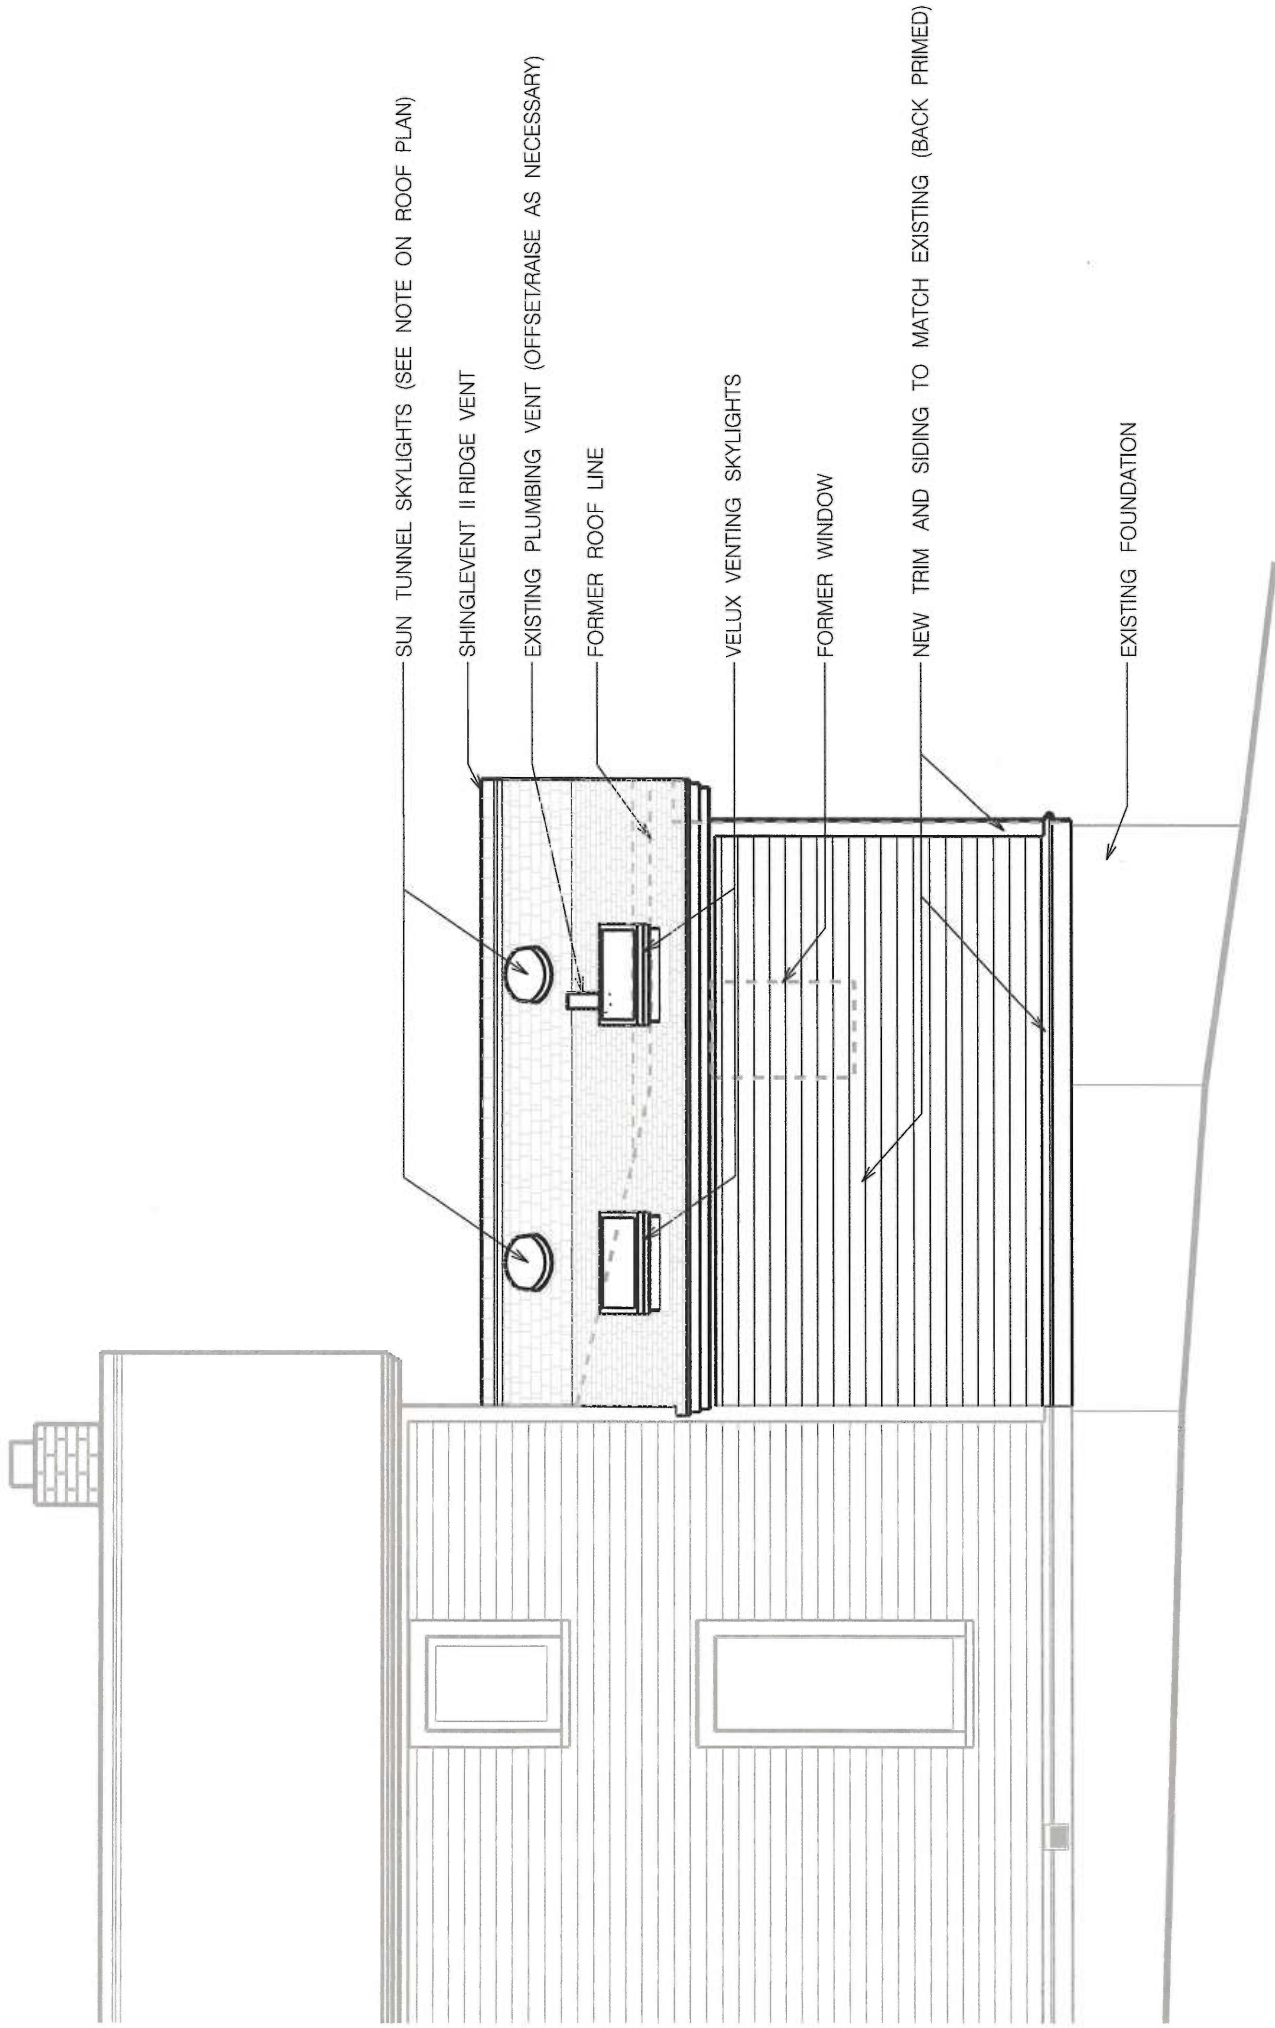 SUN TUNNEL SKYLIGHTS (SEE NOTE ON ROOF PLAN)
SHINGLEVENT II RIDGE VENT
EXISTING PLUMBING VENT (OFFSET/RAISE AS NECESSARY)
FORMER ROOF LINE
VELUX VENTING SKYLIGHTS
FORMER WINDOW
NEW TRIM AND SIDING TO MATCH EXISTING (BACK PRIMED)
EXISTING FOUNDATION